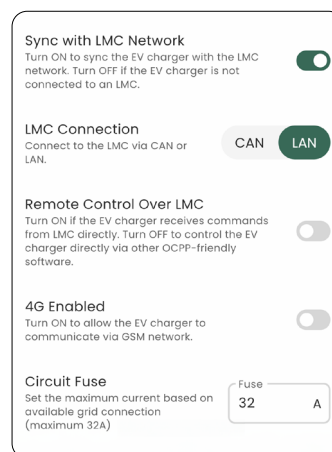 Sync with LMC Network
Turn ON to sync the EV charger with the LMC
network. Turn OFF if the EV charger is not
connected to an LMC.
LMC Connection
Connect to the LMC via CAN or
LAN.
CAN LAN
Remote Control Over LMC
Turn ON if the EV charger receives commands
from LMC directly. Turn OFF to control the EV
charger directly via other OCPP-friendly
software.
4G Enabled
Turn ON to allow the EV charger to
communicate via GSM network.
Circuit Fuse
Set the maximum current based on
available grid connection
(maximum 32A)
Fuse
32 A